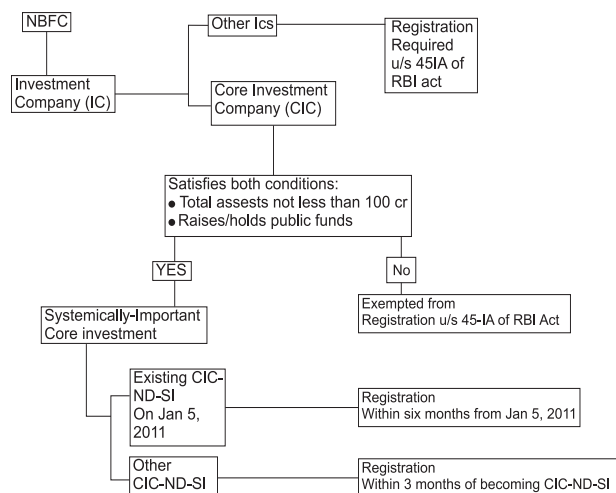 NBFC
Other Ics
Registration
Required
u/s 45IA of
RBI act
Investment
Company (IC)
Core Investment
Company (CIC)
Satisfies both conditions:
● Total assests not less than 100 cr
● Raises/holds public funds
YES
No
Systemically-Important
Core investment
Exempted from
Registration u/s 45-IA of RBI Act
Existing CIC-
ND-SI
On Jan 5,
2011
Registration
Within six months from Jan 5, 2011
Other
CIC-ND-SI
Registration
Within 3 months of becoming CIC-ND-SI